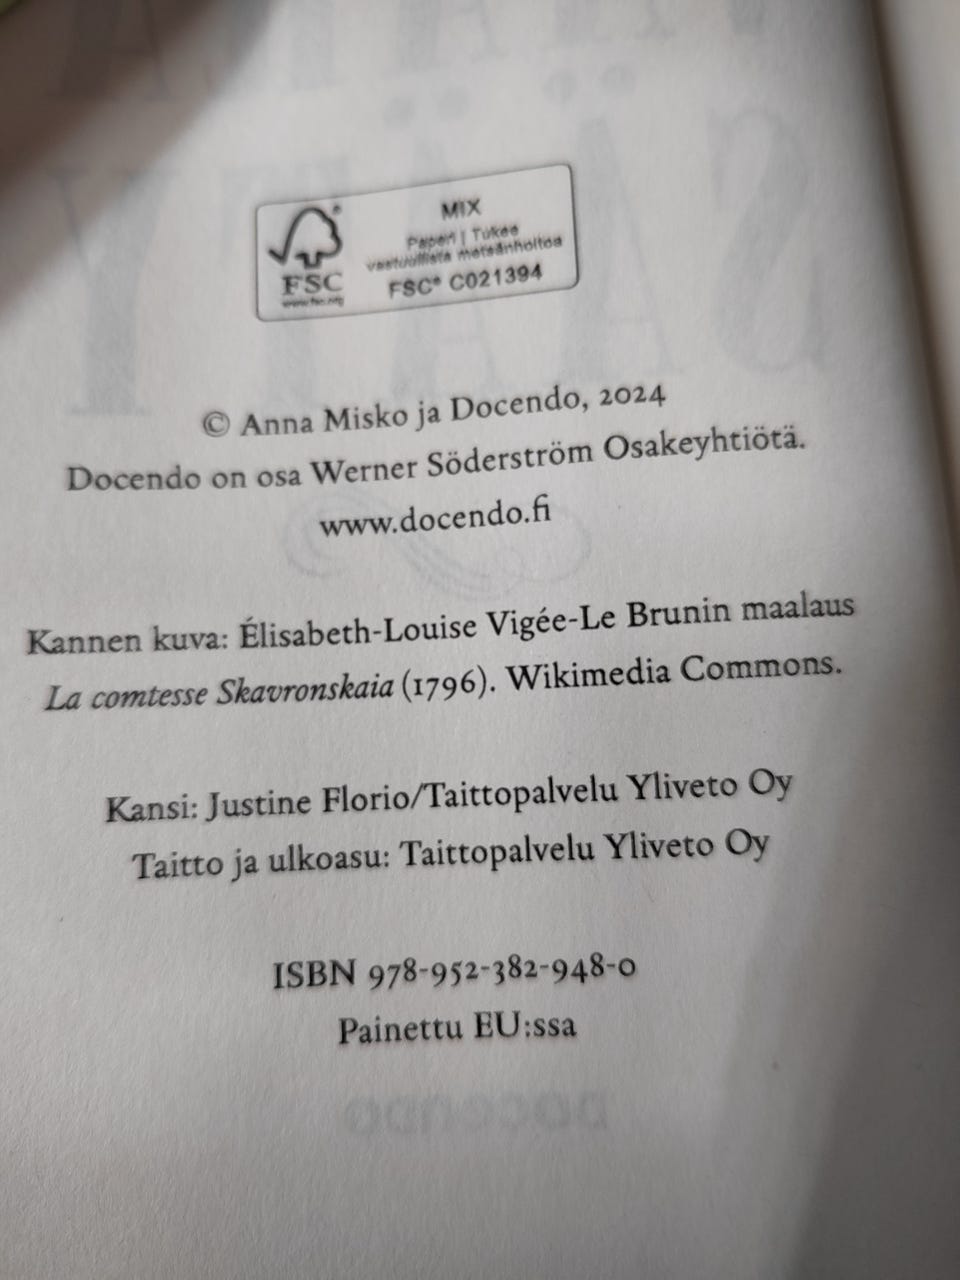 MIX
Paperi | Tukee
vastuullista metsänhoitoa
FSC® C021394
FSC
www.fsc.org
© Anna Misko ja Docendo, 2024
Docendo on osa Werner Söderström Osakeyhtiötä.
www.docendo.fi
Kannen kuva: Élisabeth-Louise Vigée-Le Brunin maalaus
La comtesse Skavronskaia (1796). Wikimedia Commons.
Kansi: Justine Florio/Taittopalvelu Yliveto Oy
Taitto ja ulkoasu: Taittopalvelu Yliveto Oy
ISBN 978-952-382-948-0
Painettu EU:ssa